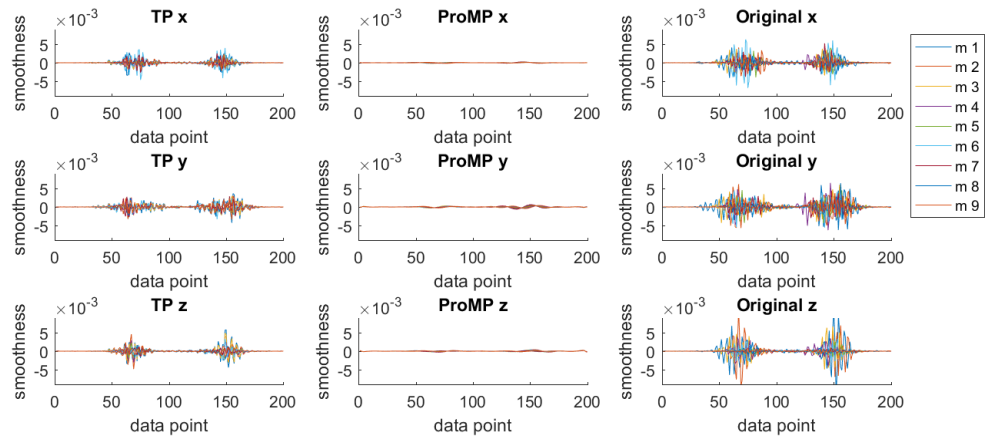 ×10^-3 TP x
smoothness
5
0
-5
0 50 100 150 200
data point
×10^-3 ProMP x
smoothness
5
0
-5
0 50 100 150 200
data point
×10^-3 Original x
smoothness
5
0
-5
0 50 100 150 200
data point
×10^-3 TP y
smoothness
5
0
-5
0 50 100 150 200
data point
×10^-3 ProMP y
smoothness
5
0
-5
0 50 100 150 200
data point
×10^-3 Original y
smoothness
5
0
-5
0 50 100 150 200
data point
×10^-3 TP z
smoothness
5
0
-5
0 50 100 150 200
data point
×10^-3 ProMP z
smoothness
5
0
-5
0 50 100 150 200
data point
×10^-3 Original z
smoothness
5
0
-5
0 50 100 150 200
data point
m 1
m 2
m 3
m 4
m 5
m 6
m 7
m 8
m 9